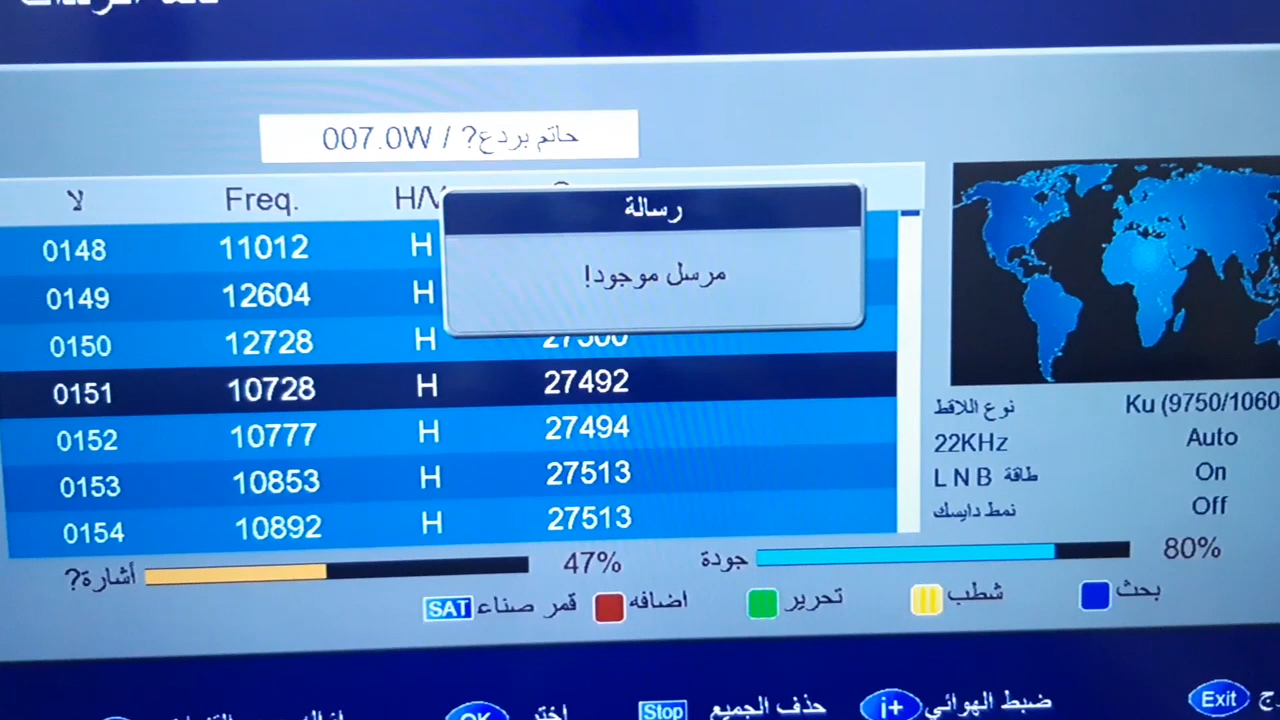 007.0W / حاتم بردع?
لا Freq. H/V
رسالة
مرسل موجود!
0148 11012 H
0149 12604 H
0150 12728 H 27500
0151 10728 H 27492
0152 10777 H 27494
0153 10853 H 27513
0154 10892 H 27513
نوع اللاقط Ku (9750/1060
22KHz Auto
طاقة LNB On
نمط دايسك Off
أشارة? 47% جودة 80%
SAT قمر صناء اضافه تحرير شطب بحث
OK اختر Stop حذف الجميع i+ ضبط الهوائي Exit